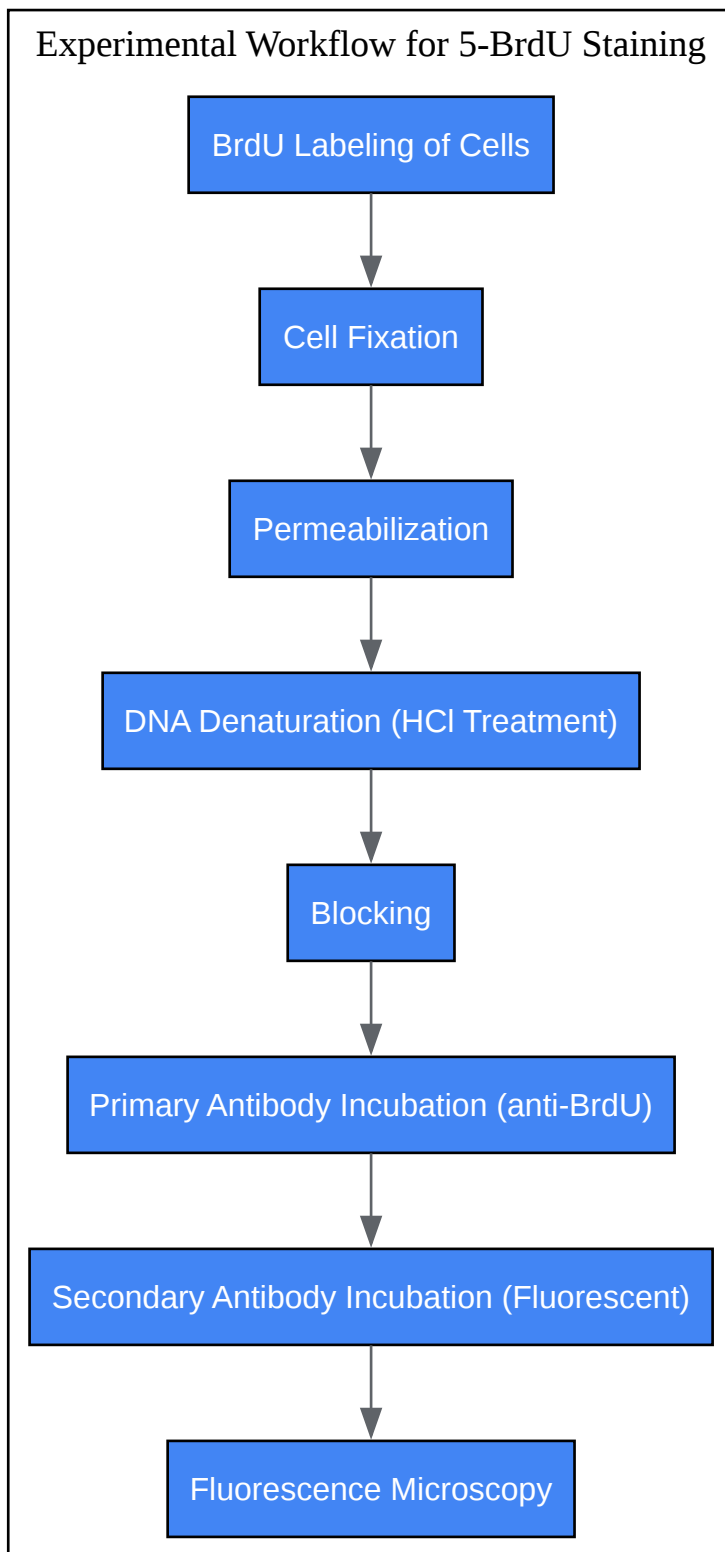 Experimental Workflow for 5-BrdU Staining
BrdU Labeling of Cells
Cell Fixation
Permeabilization
DNA Denaturation (HCl Treatment)
Blocking
Primary Antibody Incubation (anti-BrdU)
Secondary Antibody Incubation (Fluorescent)
Fluorescence Microscopy